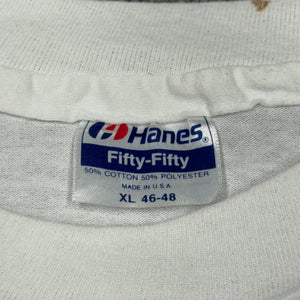 Hanes®
Fifty-Fifty
50% COTTON 50% POLYESTER
MADE IN U.S.A.
XL 46-48